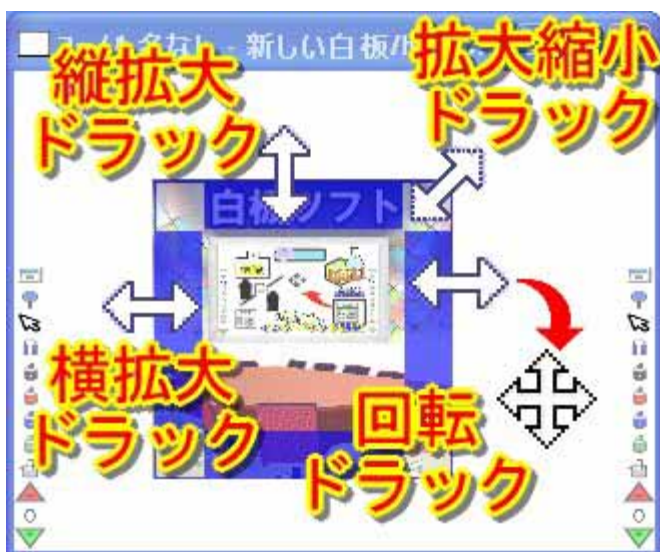 新しい白板
縦拡大
ドラック
拡大縮小
ドラック
白板ソフト
横拡大
ドラック
回転
ドラック